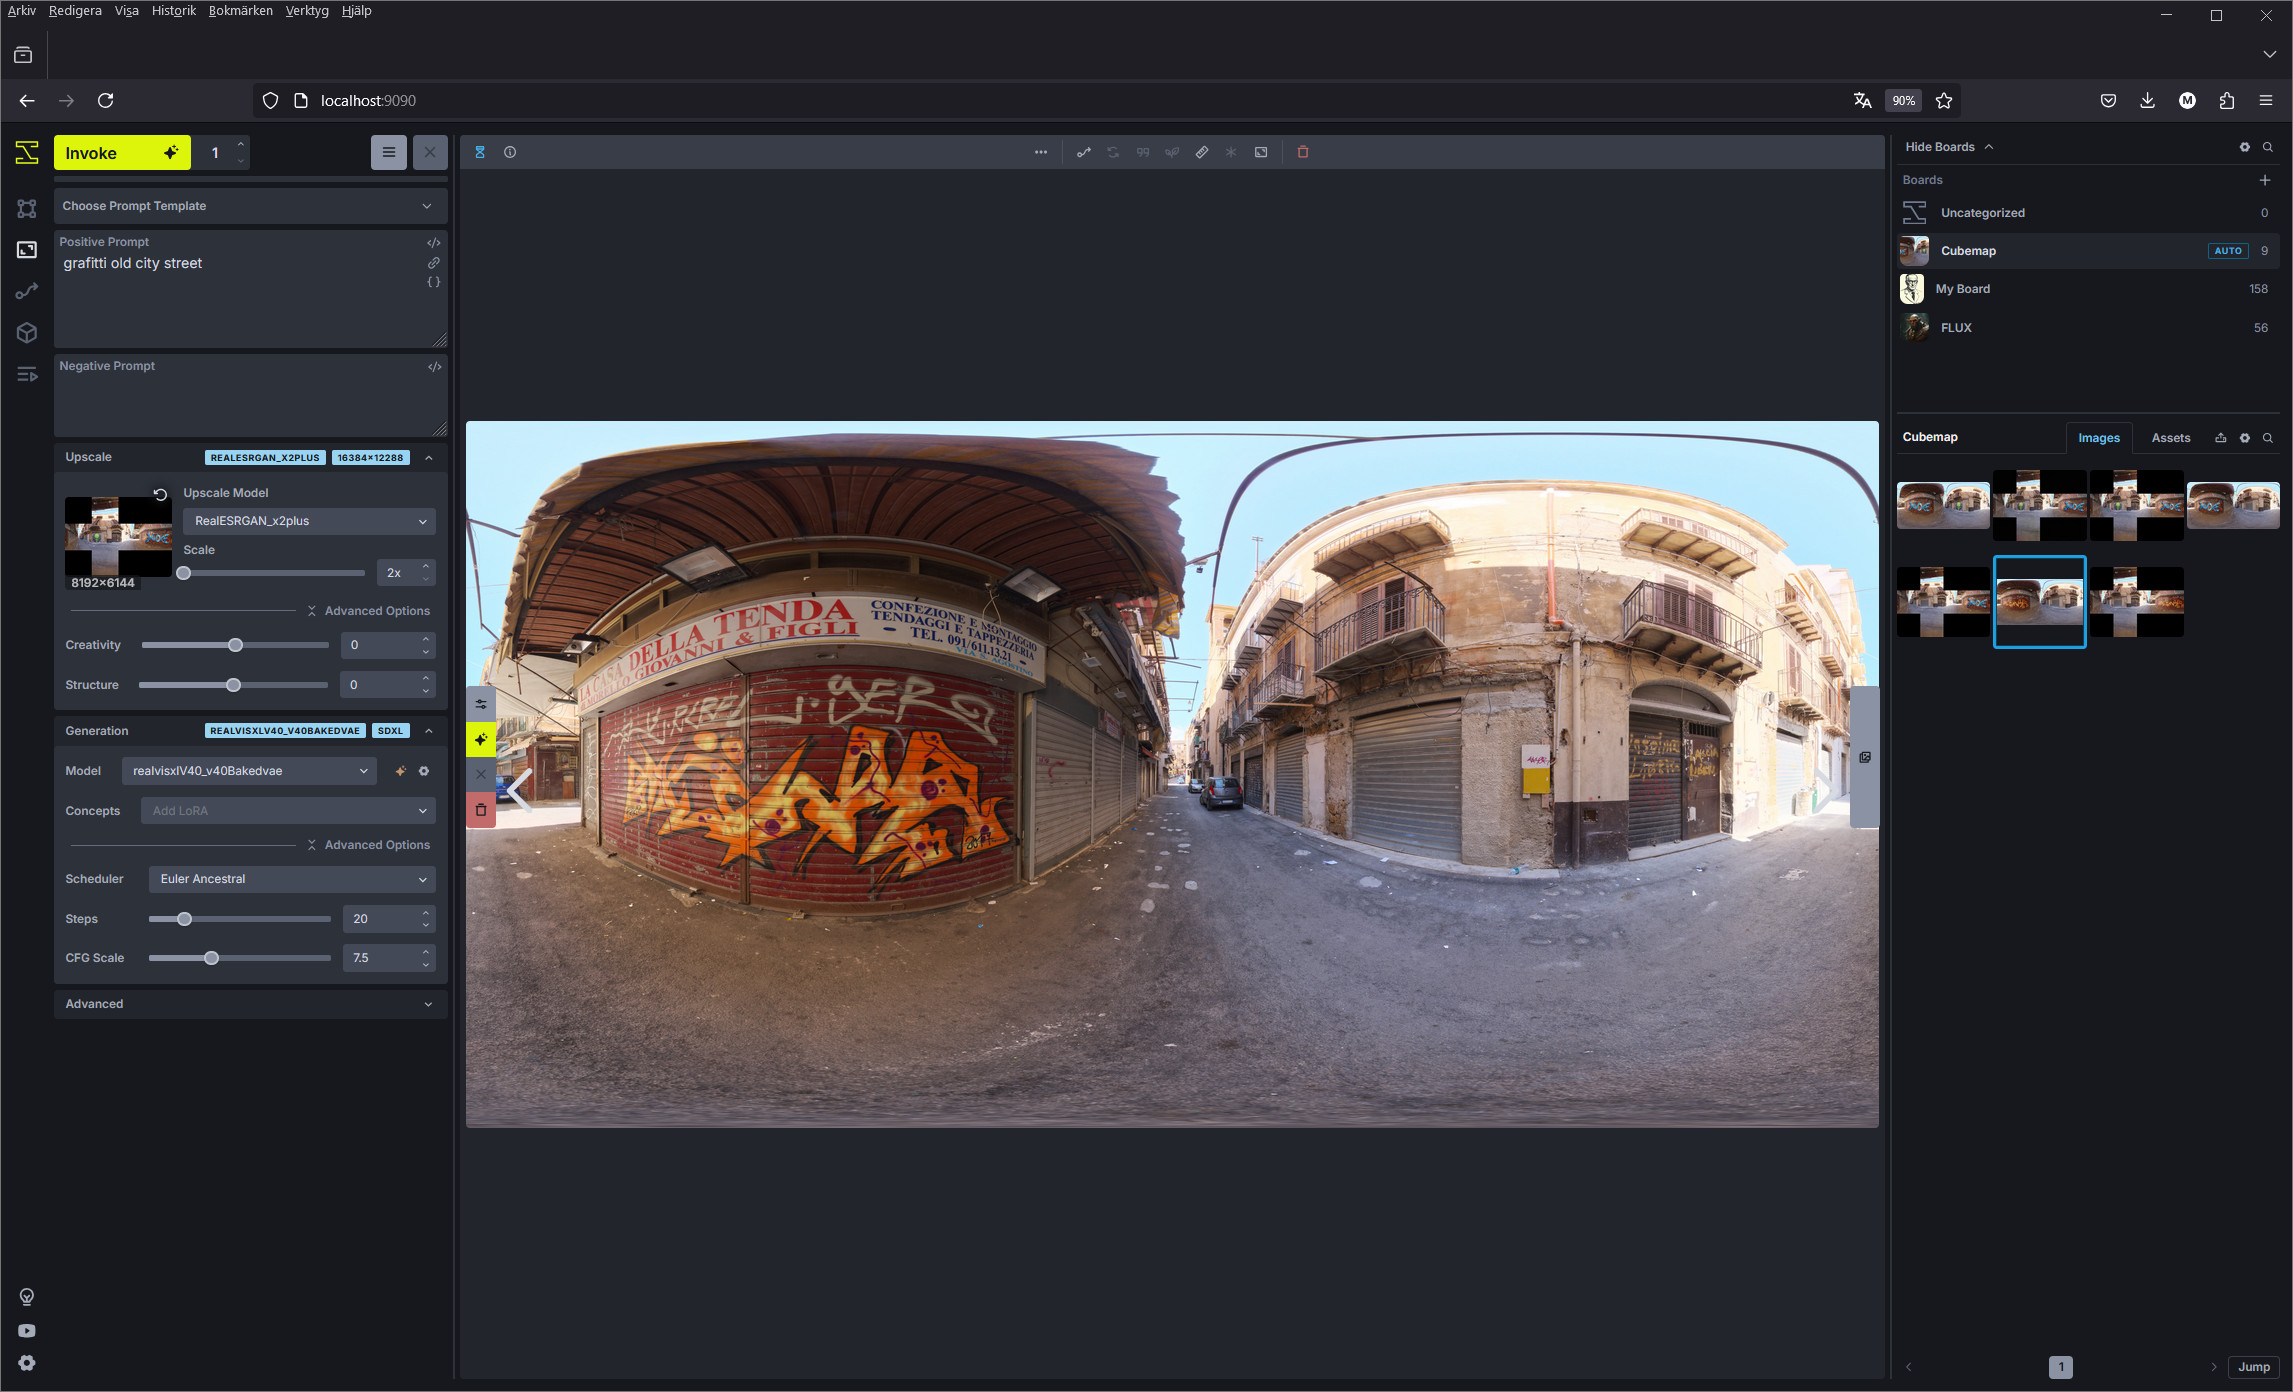 Arkiv Redigera Visa Historik Bokmärken Verktyg Hjälp
localhost:9090
90%
M
Invoke
1
Choose Prompt Template
Positive Prompt
grafitti old city street
Negative Prompt
Upscale REALESRGAN_X2PLUS 16384×12288
Upscale Model
RealESRGAN_x2plus
Scale
2x
8192×6144
Advanced Options
Creativity 0
Structure 0
Generation REALVISXLV40_V40BAKEDVAE SDXL
Model realvisxlV40_v40Bakedvae
Concepts Add LoRA
Advanced Options
Scheduler Euler Ancestral
Steps 20
CFG Scale 7.5
Advanced
LA CASA DELLA TENDA
GIOVANNI & FIGLI
CONFEZIONE E MONTAGGIO
TENDAGGI E TAPPEZZERIA
TEL. 091/611.13.21
VIA S. AGOSTINO
Hide Boards
Boards
Uncategorized 0
Cubemap AUTO 9
My Board 158
FLUX 56
Cubemap Images Assets
1 Jump